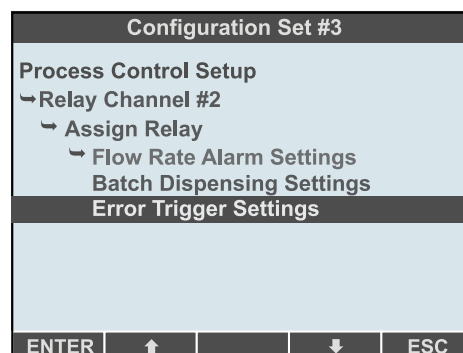 Configuration Set #3
Process Control Setup
➥Relay Channel #2
➥ Assign Relay
➥ Flow Rate Alarm Settings
Batch Dispensing Settings
Error Trigger Settings
ENTER ⬆ ⬇ ESC